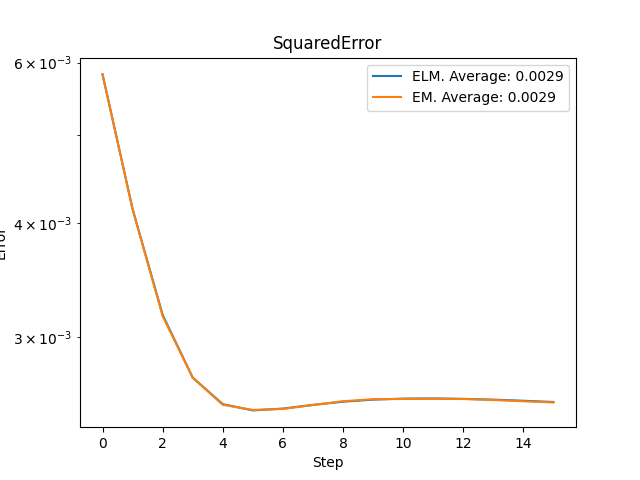 SquaredError
ELM. Average: 0.0029
EM. Average: 0.0029
6 × 10⁻³
4 × 10⁻³
3 × 10⁻³
Error
0 2 4 6 8 10 12 14
Step